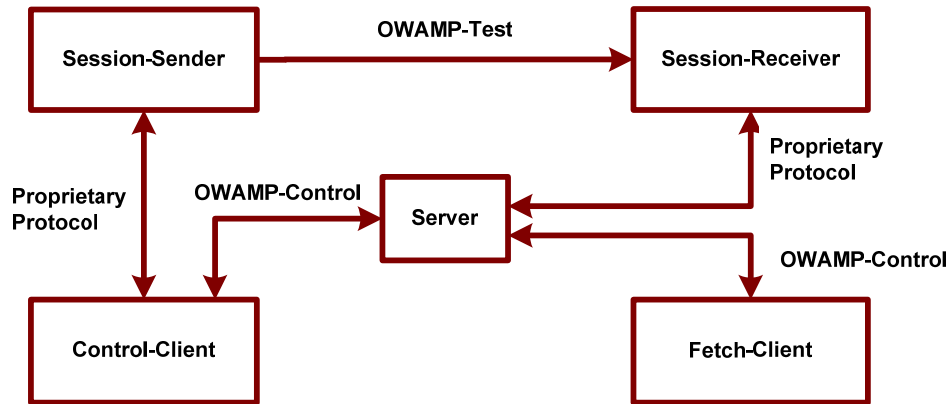 OWAMP-Test
Session-Sender
Session-Receiver
Proprietary
Protocol
OWAMP-Control
Server
Proprietary
Protocol
OWAMP-Control
Control-Client
Fetch-Client